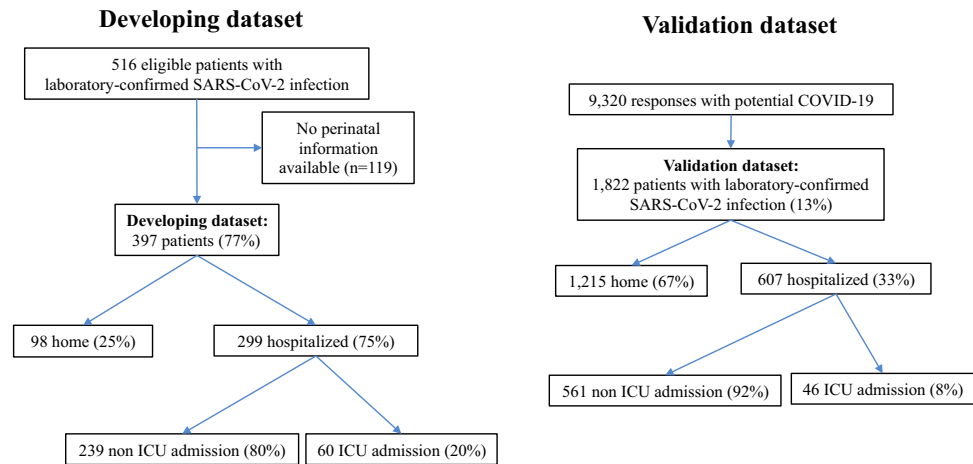 Developing dataset
516 eligible patients with
laboratory-confirmed SARS-CoV-2 infection
No perinatal
information
available (n=119)
Developing dataset:
397 patients (77%)
98 home (25%)
299 hospitalized (75%)
239 non ICU admission (80%)
60 ICU admission (20%)
Validation dataset
9,320 responses with potential COVID-19
Validation dataset:
1,822 patients with laboratory-confirmed
SARS-CoV-2 infection (13%)
1,215 home (67%)
607 hospitalized (33%)
561 non ICU admission (92%)
46 ICU admission (8%)